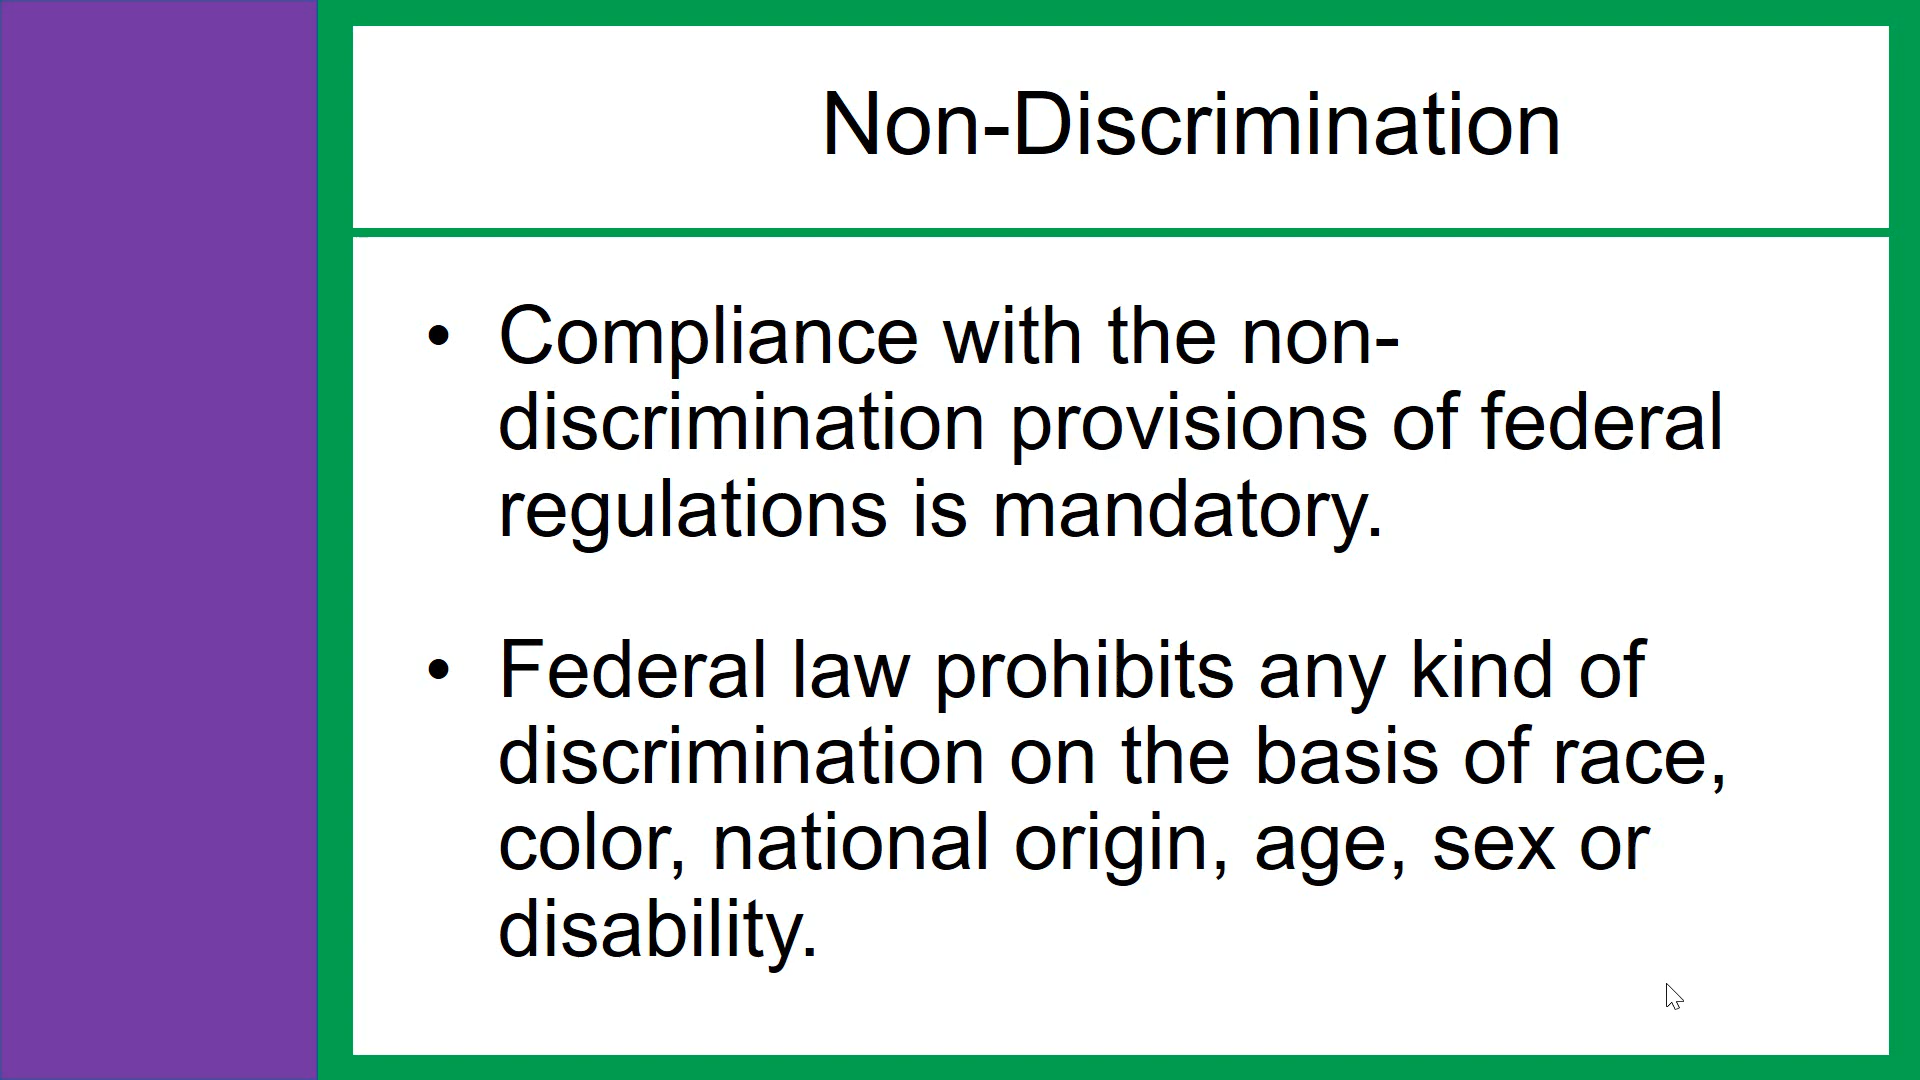 Non-Discrimination
• Compliance with the non-
discrimination provisions of federal
regulations is mandatory.
• Federal law prohibits any kind of
discrimination on the basis of race,
color, national origin, age, sex or
disability.